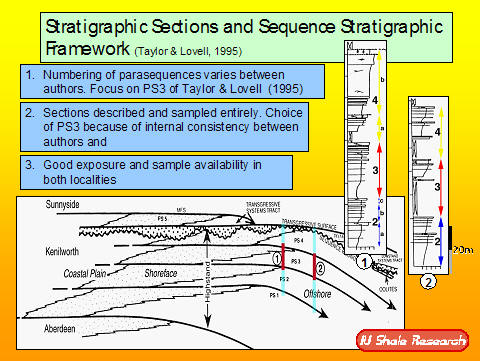 Stratigraphic Sections and Sequence Stratigraphic
Framework (Taylor & Lovell, 1995)
1. Numbering of parasequences varies between
authors. Focus on PS3 of Taylor & Lovell (1995)
2. Sections described and sampled entirely. Choice
of PS3 because of internal consistency between
authors and
3. Good exposure and sample availability in
both localities
b
4
a
3
b
2
a
1
4
3
2
20m
2
Sunnyside
MFS
TRANSGRESSIVE
SYSTEMS TRACT
PS 5
TRANSGRESSIVE SURFACE
PS 4
Kenilworth
1
PS 3
2
Coastal Plain
Shoreface
PS 2
Highstand
PS 1
Offshore
OOLITES
Aberdeen
IU Shale Research